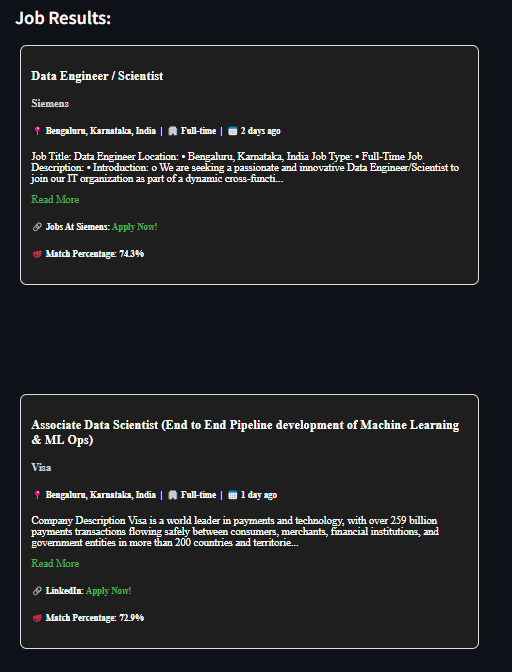 Job Results:
Data Engineer / Scientist
Siemens
📍 Bengaluru, Karnataka, India | 🏢 Full-time | 📅 2 days ago
Job Title: Data Engineer Location: • Bengaluru, Karnataka, India Job Type: • Full-Time Job
Description: • Introduction: o We are seeking a passionate and innovative Data Engineer/Scientist to
join our IT organization as part of a dynamic cross-functi...
Read More
🔗 Jobs At Siemens: Apply Now!
💘 Match Percentage: 74.3%
Associate Data Scientist (End to End Pipeline development of Machine Learning
& ML Ops)
Visa
📍 Bengaluru, Karnataka, India | 🏢 Full-time | 📅 1 day ago
Company Description Visa is a world leader in payments and technology, with over 259 billion
payments transactions flowing safely between consumers, merchants, financial institutions, and
government entities in more than 200 countries and territorie...
Read More
🔗 LinkedIn: Apply Now!
💘 Match Percentage: 72.9%